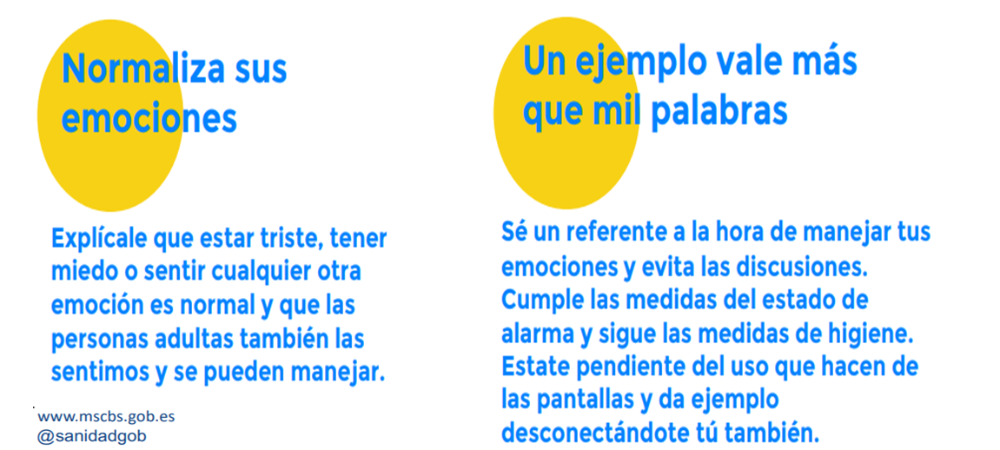 Normaliza sus
emociones
Explícale que estar triste, tener
miedo o sentir cualquier otra
emoción es normal y que las
personas adultas también las
sentimos y se pueden manejar.
www.mscbs.gob.es
@sanidadgob
Un ejemplo vale más
que mil palabras
Sé un referente a la hora de manejar tus
emociones y evita las discusiones.
Cumple las medidas del estado de
alarma y sigue las medidas de higiene.
Estate pendiente del uso que hacen de
las pantallas y da ejemplo
desconectándote tú también.